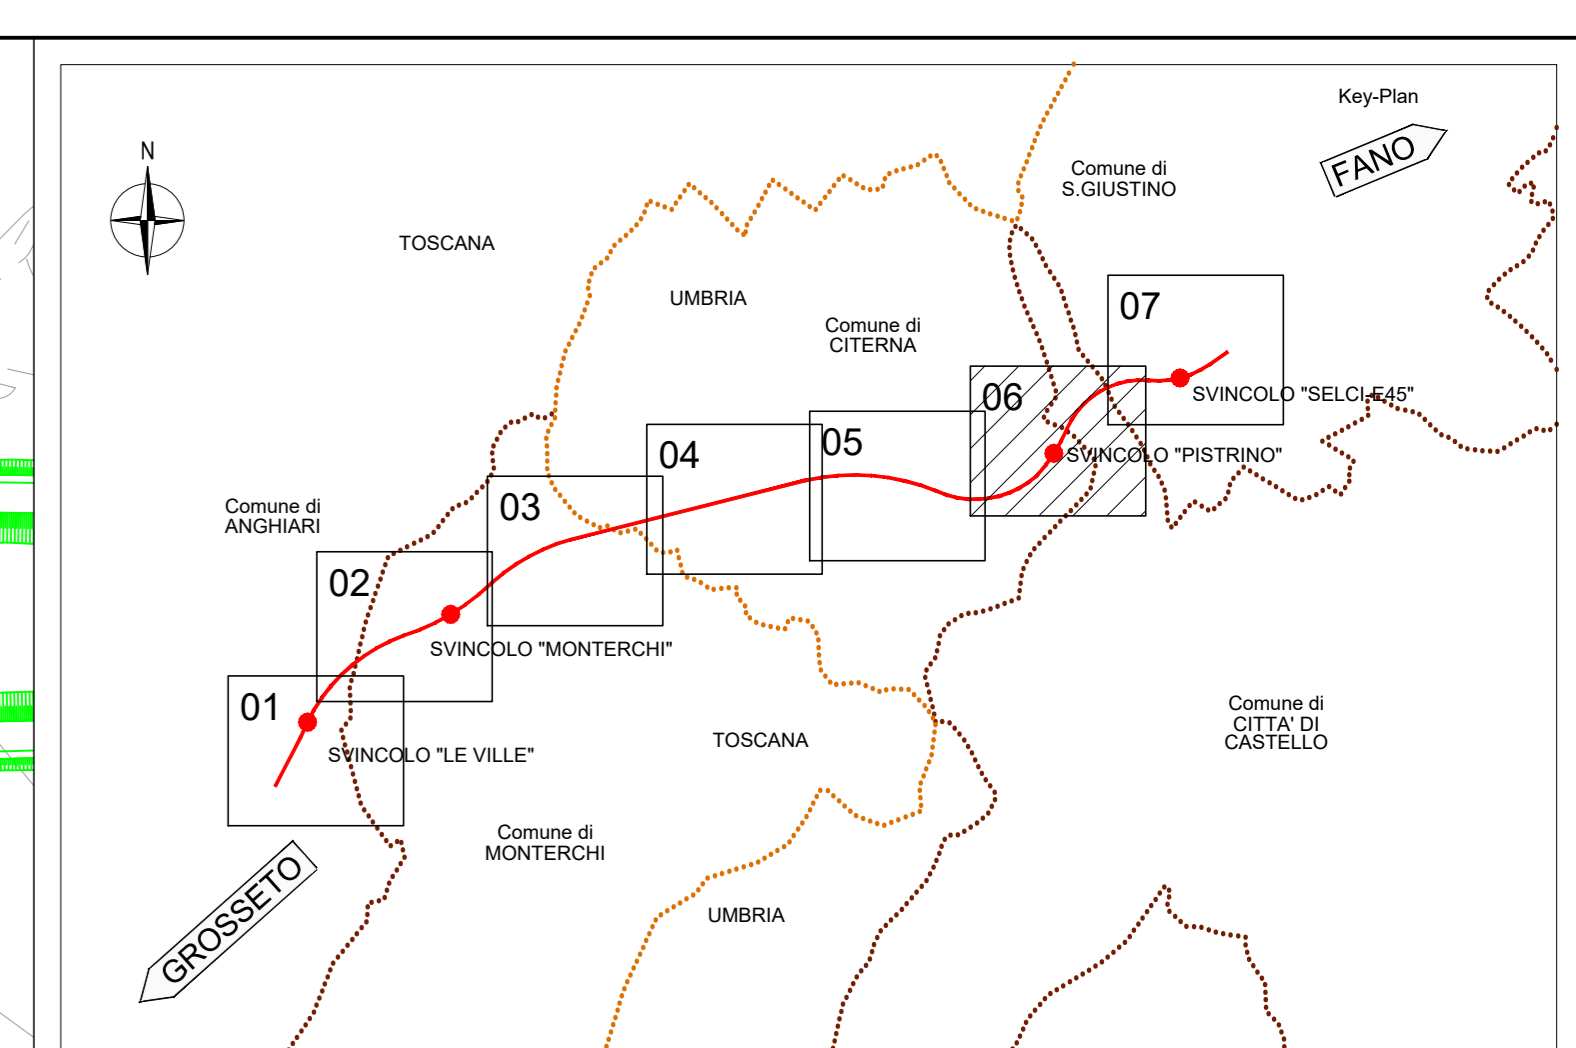 Key-Plan
FANO
N
Comune di
S.GIUSTINO
TOSCANA
UMBRIA
07
Comune di
CITERNA
06
SVINCOLO "SELCI-E45"
05
04
SVINCOLO "PISTRINO"
03
Comune di
ANGHIARI
02
SVINCOLO "MONTERCHI"
01
Comune di
CITTA' DI
CASTELLO
TOSCANA
SVINCOLO "LE VILLE"
Comune di
MONTERCHI
GROSSETO
UMBRIA